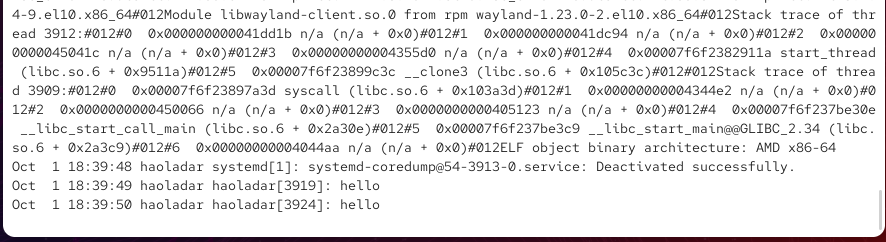 4-9.el10.x86_64#012Module libwayland-client.so.0 from rpm wayland-1.23.0-2.el10.x86_64#012Stack trace of thr
ead 3912:#012#0  0x000000000041dd1b n/a (n/a + 0x0)#012#1  0x000000000041dc94 n/a (n/a + 0x0)#012#2  0x00000
0000045041c n/a (n/a + 0x0)#012#3  0x00000000004355d0 n/a (n/a + 0x0)#012#4  0x00007f6f2382911a start_thread
 (libc.so.6 + 0x9511a)#012#5  0x00007f6f23899c3c __clone3 (libc.so.6 + 0x105c3c)#012#012Stack trace of threa
d 3909:#012#0  0x00007f6f23897a3d syscall (libc.so.6 + 0x103a3d)#012#1  0x00000000004344e2 n/a (n/a + 0x0)#0
12#2  0x0000000000450066 n/a (n/a + 0x0)#012#3  0x0000000000405123 n/a (n/a + 0x0)#012#4  0x00007f6f237be30e
 __libc_start_call_main (libc.so.6 + 0x2a30e)#012#5  0x00007f6f237be3c9 __libc_start_main@@GLIBC_2.34 (libc.
so.6 + 0x2a3c9)#012#6  0x00000000004044aa n/a (n/a + 0x0)#012ELF object binary architecture: AMD x86-64
Oct  1 18:39:48 haoladar systemd[1]: systemd-coredump@54-3913-0.service: Deactivated successfully.
Oct  1 18:39:49 haoladar haoladar[3919]: hello
Oct  1 18:39:50 haoladar haoladar[3924]: hello